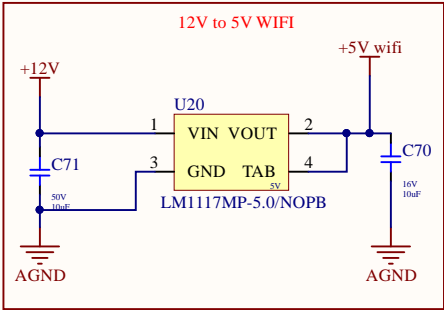 12V to 5V WIFI
+5V wifi
+12V
U20
1 VIN VOUT 2
C71
C70
3 GND TAB 4
5V
50V
10uF
16V
10uF
LM1117MP-5.0/NOPB
AGND
AGND